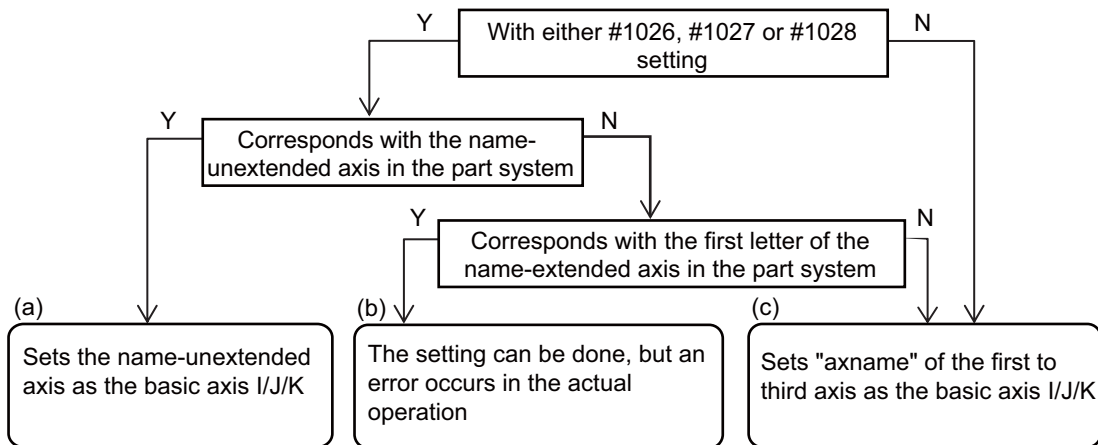 Y
With either #1026, #1027 or #1028
setting
N
Y
Corresponds with the name-
unextended axis in the part system
N
Y
Corresponds with the first letter of the
name-extended axis in the part system
N
(a)
Sets the name-unextended
axis as the basic axis I/J/K
(b)
The setting can be done, but an
error occurs in the actual
operation
(c)
Sets "axname" of the first to
third axis as the basic axis I/J/K